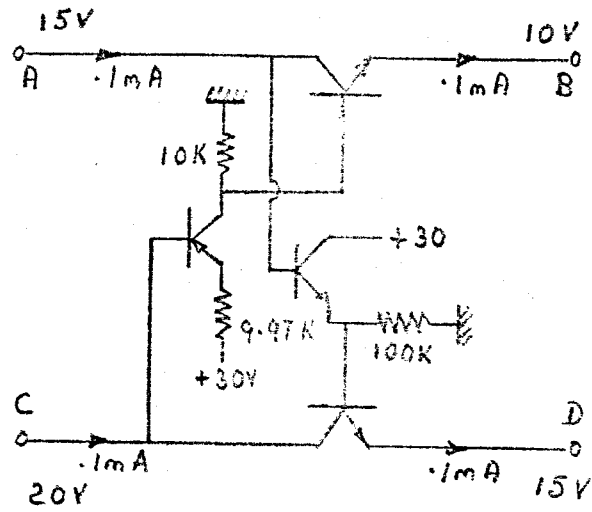 15V
10V
A
.1mA
.1mA
B
10K
+30
9.97K
100K
+30V
C
D
.1mA
.1mA
20V
15V